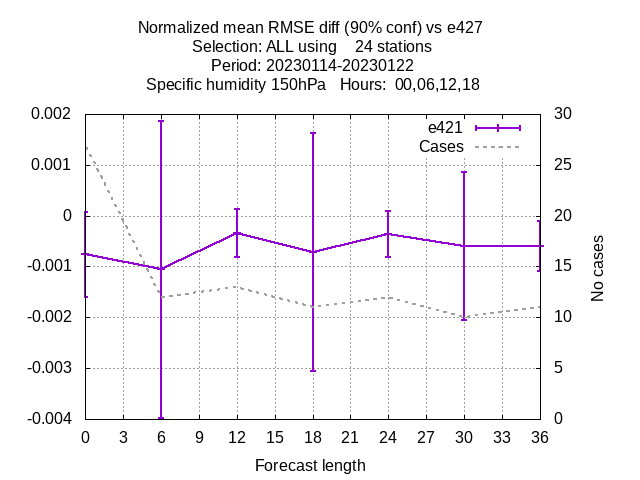 Normalized mean RMSE diff (90% conf) vs e427
Selection: ALL using    24 stations
Period: 20230114-20230122
Specific humidity 150hPa   Hours:  00,06,12,18
0.002
0.001
0
-0.001
-0.002
-0.003
-0.004
30
25
20
15
10
5
0
e421
Cases
No cases
0 3 6 9 12 15 18 21 24 27 30 33 36
Forecast length